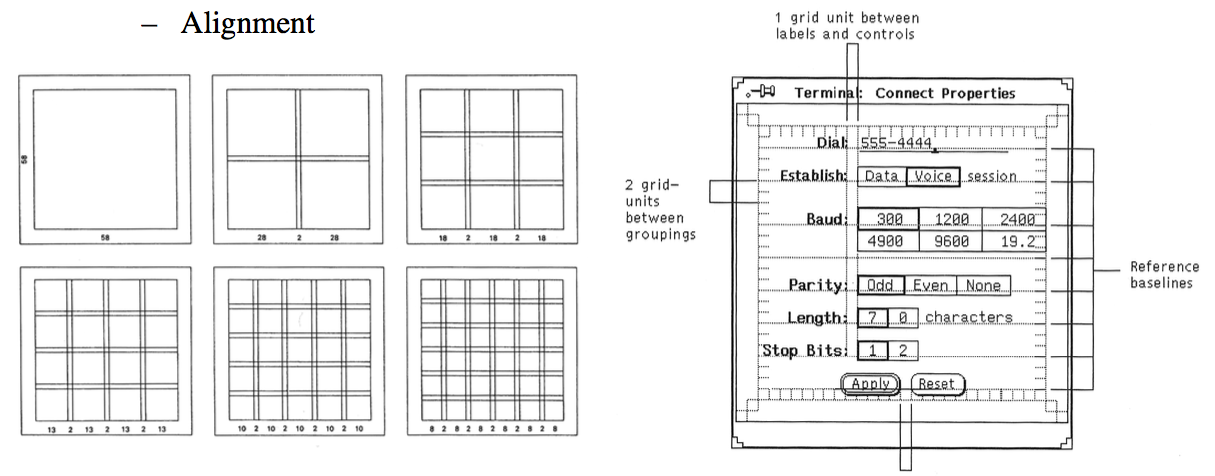 – Alignment
58
58
28 2 28
18 2 18 2 18
13 2 13 2 13 2 13
10 2 10 2 10 2 10 2 10
8 2 8 2 8 2 8 2 8 2 8
1 grid unit between
labels and controls
Terminal: Connect Properties
Dial: 555-4444
Establish: Data Voice session
2 grid-
units
between
groupings
Baud: 300 1200 2400
4900 9600 19.2
Reference
baselines
Parity: Odd Even None
Length: 7 0 characters
Stop Bits: 1 2
Apply Reset